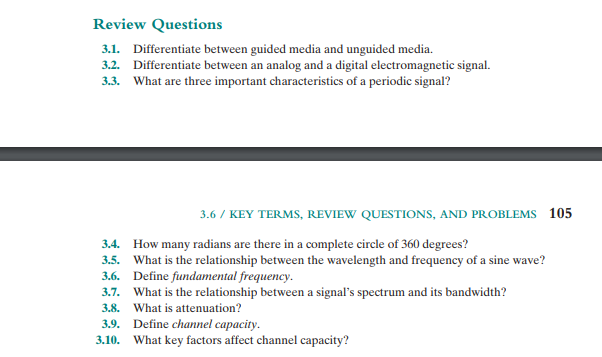 Review Questions
3.1. Differentiate between guided media and unguided media.
3.2. Differentiate between an analog and a digital electromagnetic signal.
3.3. What are three important characteristics of a periodic signal?
3.6 / KEY TERMS, REVIEW QUESTIONS, AND PROBLEMS 105
3.4. How many radians are there in a complete circle of 360 degrees?
3.5. What is the relationship between the wavelength and frequency of a sine wave?
3.6. Define fundamental frequency.
3.7. What is the relationship between a signal's spectrum and its bandwidth?
3.8. What is attenuation?
3.9. Define channel capacity.
3.10. What key factors affect channel capacity?